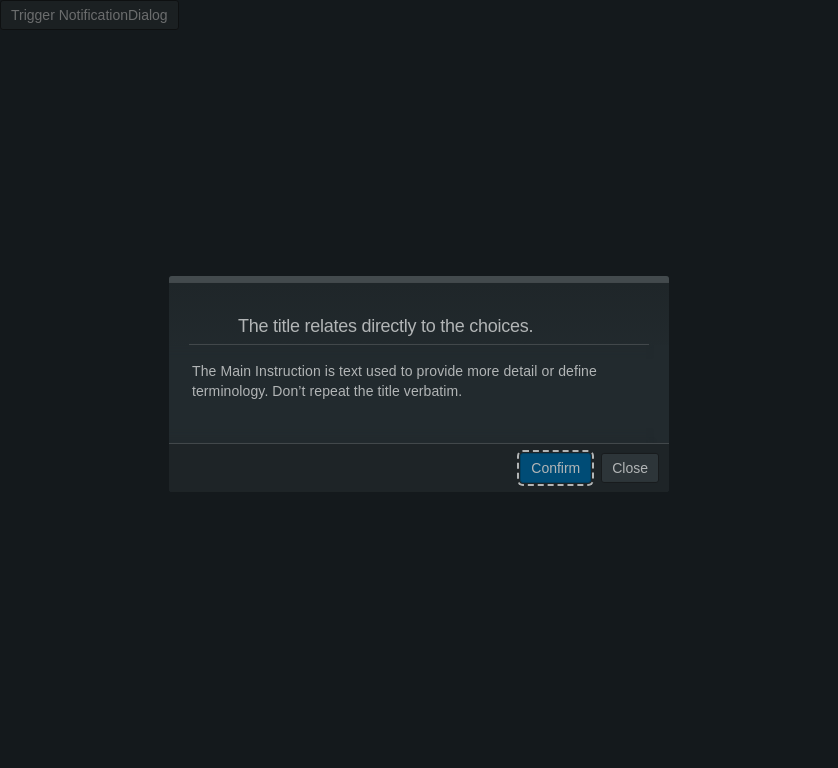 Trigger NotificationDialog
The title relates directly to the choices.
The Main Instruction is text used to provide more detail or define
terminology. Don’t repeat the title verbatim.
Confirm Close